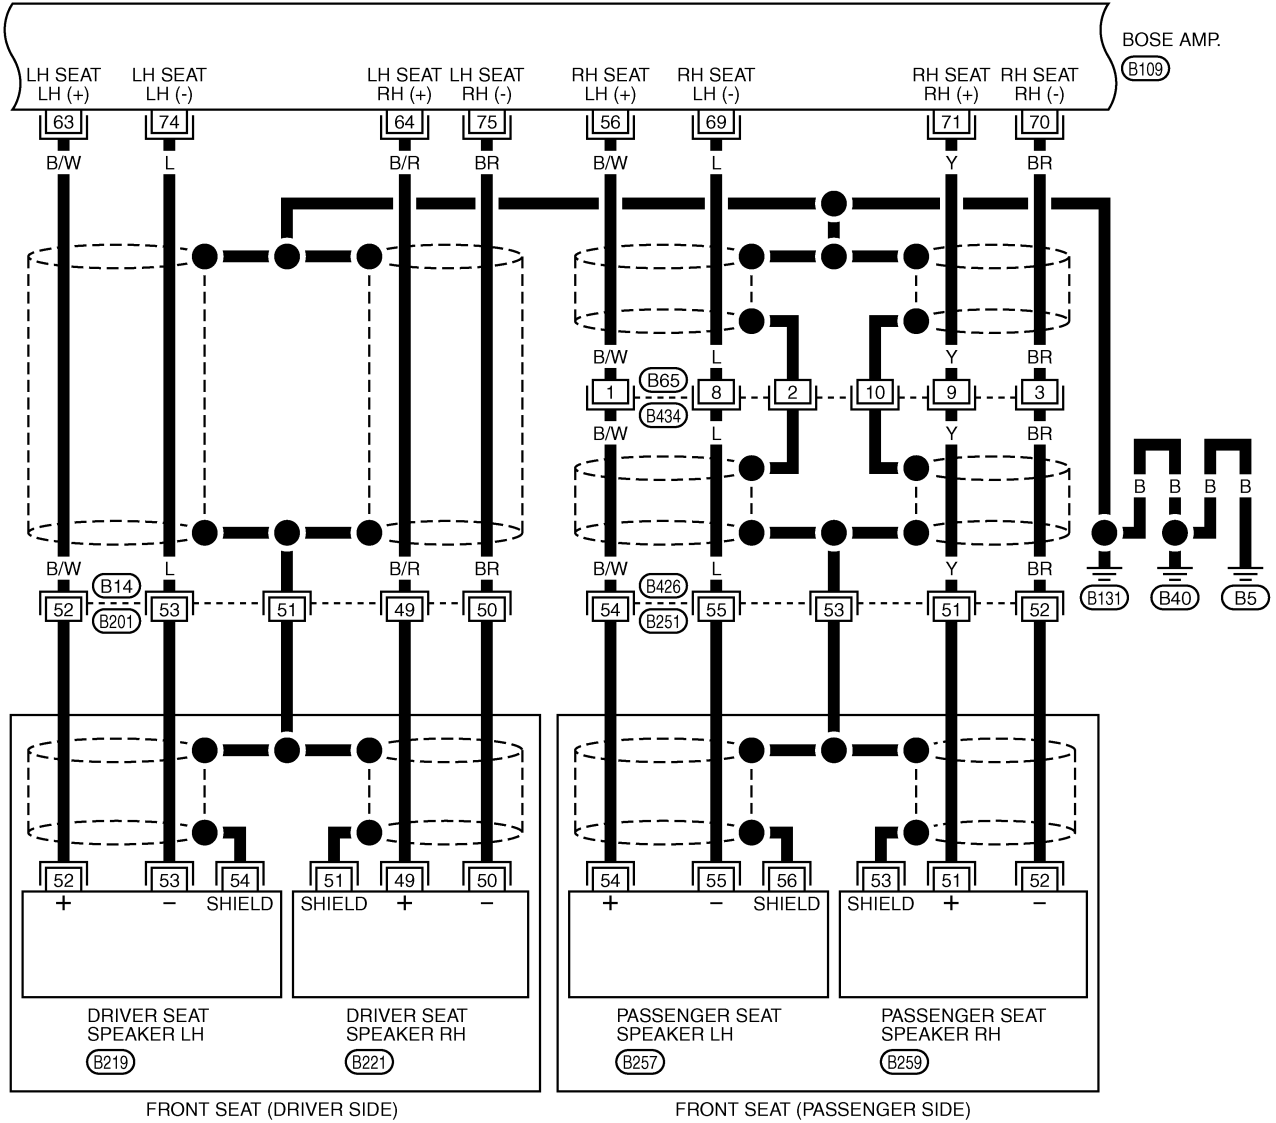 BOSE AMP.
B109
LH SEAT LH SEAT LH SEAT LH SEAT RH SEAT RH SEAT RH SEAT RH SEAT
LH (+) LH (-) RH (+) RH (-) LH (+) LH (-) RH (+) RH (-)
63 74 64 75 56 69 71 70
B/W L B/R BR B/W L Y BR
B/W L Y BR
1 B65 8 2 10 9 3
B434
B/W L Y BR
B B B B
B/W L B/R BR B/W L Y BR
B14 B426
52 53 51 49 50 54 55 53 51 52
B201 B251
B131 B40 B5
52 53 54 51 49 50 54 55 56 53 51 52
+ − SHIELD SHIELD + − + − SHIELD SHIELD + −
DRIVER SEAT DRIVER SEAT PASSENGER SEAT PASSENGER SEAT
SPEAKER LH SPEAKER RH SPEAKER LH SPEAKER RH
B219 B221 B257 B259
FRONT SEAT (DRIVER SIDE) FRONT SEAT (PASSENGER SIDE)